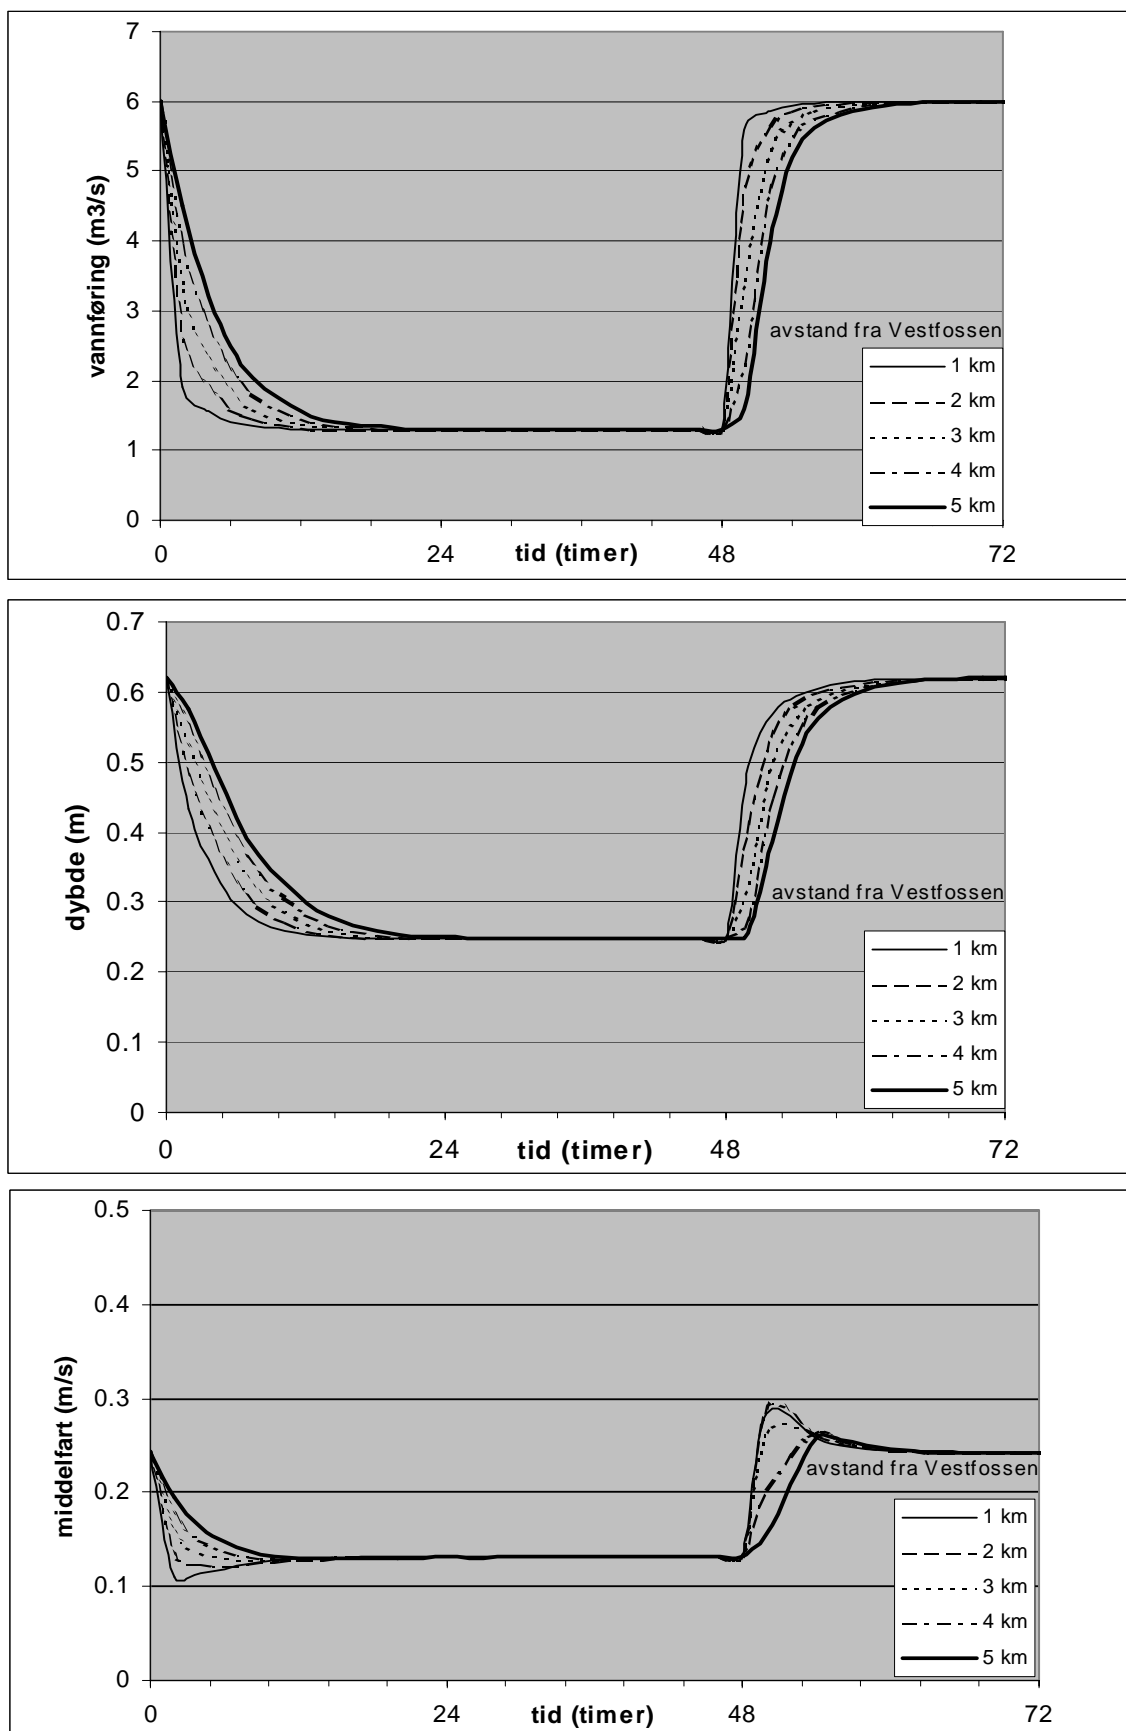 vannføring (m3/s)
7
6
5
4
3
2
1
0
avstand fra Vestfossen
1 km
2 km
3 km
4 km
5 km
0
24
48
72
tid (timer)
dybde (m)
0.7
0.6
0.5
0.4
0.3
0.2
0.1
0
avstand fra Vestfossen
1 km
2 km
3 km
4 km
5 km
0
24
48
72
tid (timer)
middelfart (m/s)
0.5
0.4
0.3
0.2
0.1
0
avstand fra Vestfossen
1 km
2 km
3 km
4 km
5 km
0
24
48
72
tid (timer)